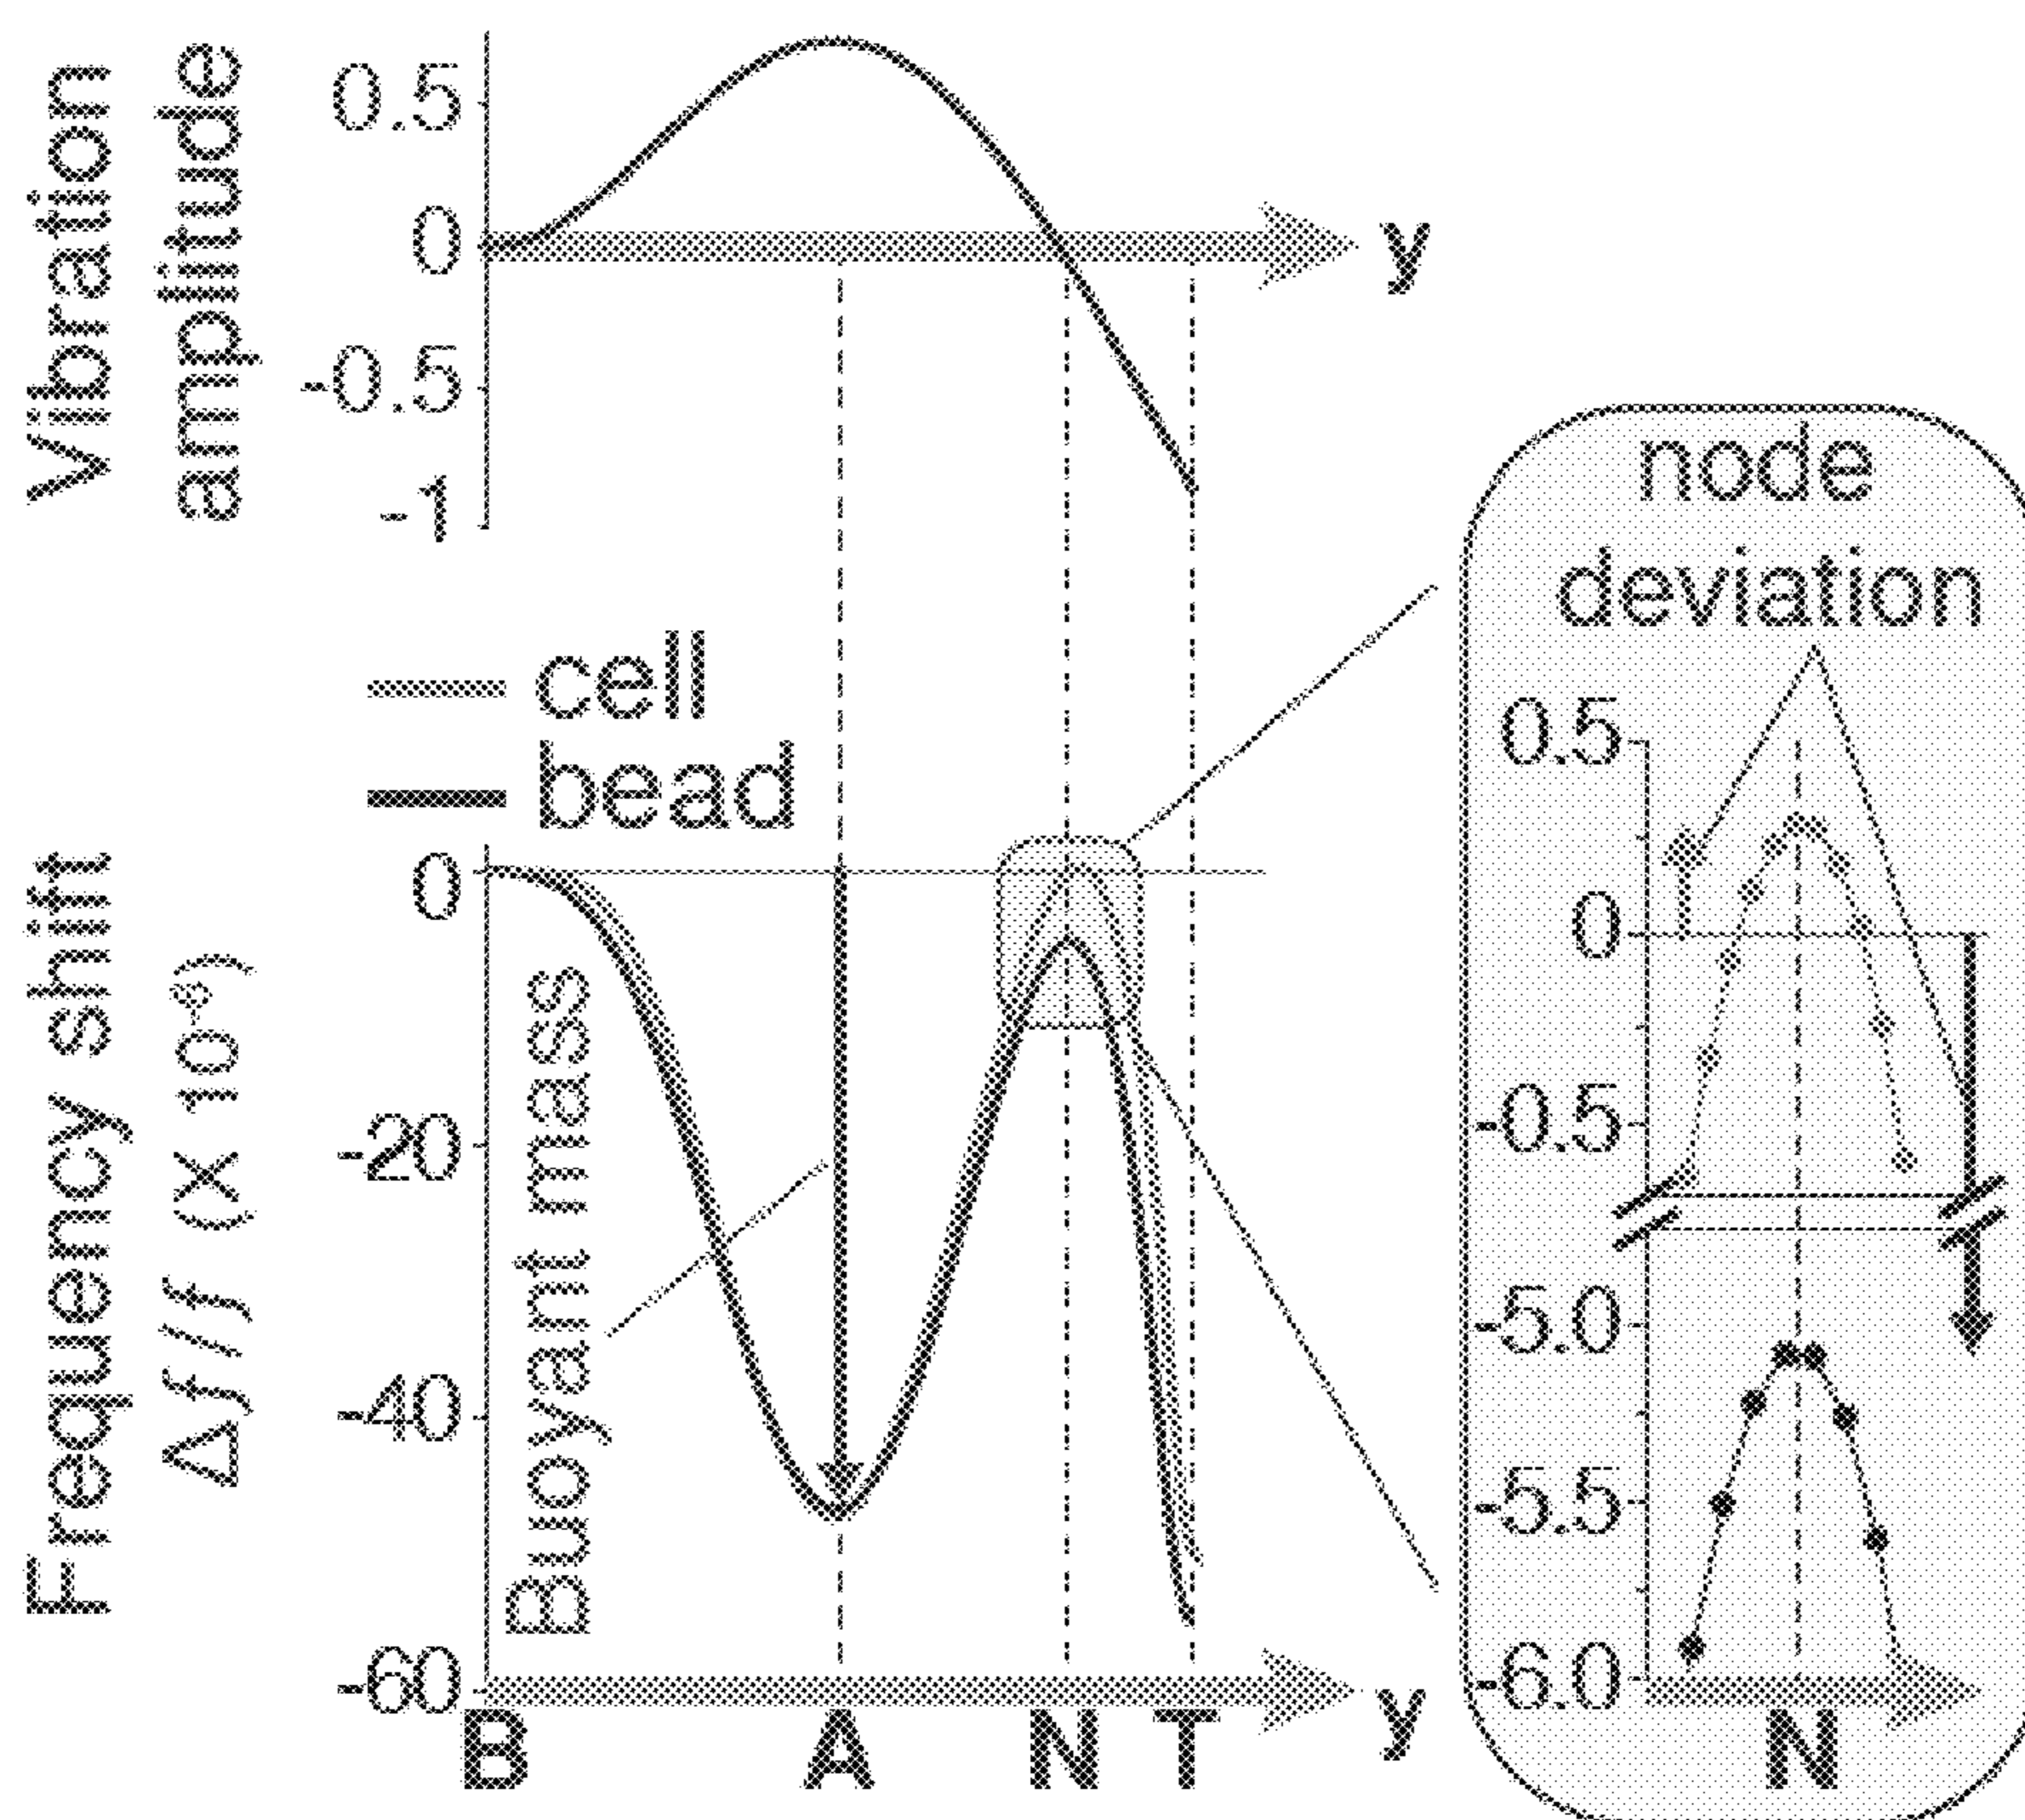 Vibration
amplitude
0.5
0
-0.5
-1
y
cell
bead
Frequency shift
Δf / f (X 10⁻⁸)
0
-20
-40
-60
Buoyant mass
B A N T
y
node
deviation
0.5
0
-0.5
-5.0
-5.5
-6.0
N